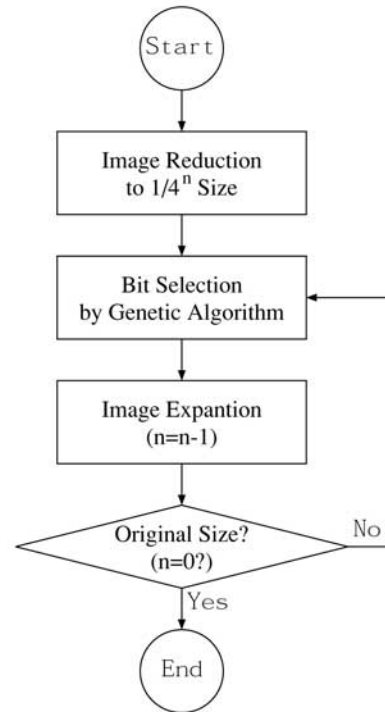 Start
Image Reduction
to 1/4^n Size
Bit Selection
by Genetic Algorithm
Image Expantion
(n=n-1)
Original Size?
(n=0?)
No
Yes
End